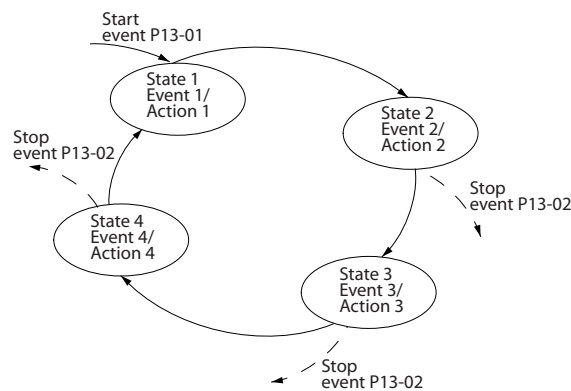 Start
event P13-01
State 1
Event 1/
Action 1
State 2
Event 2/
Action 2
Stop
event P13-02
Stop
event P13-02
State 4
Event 4/
Action 4
State 3
Event 3/
Action 3
Stop
event P13-02